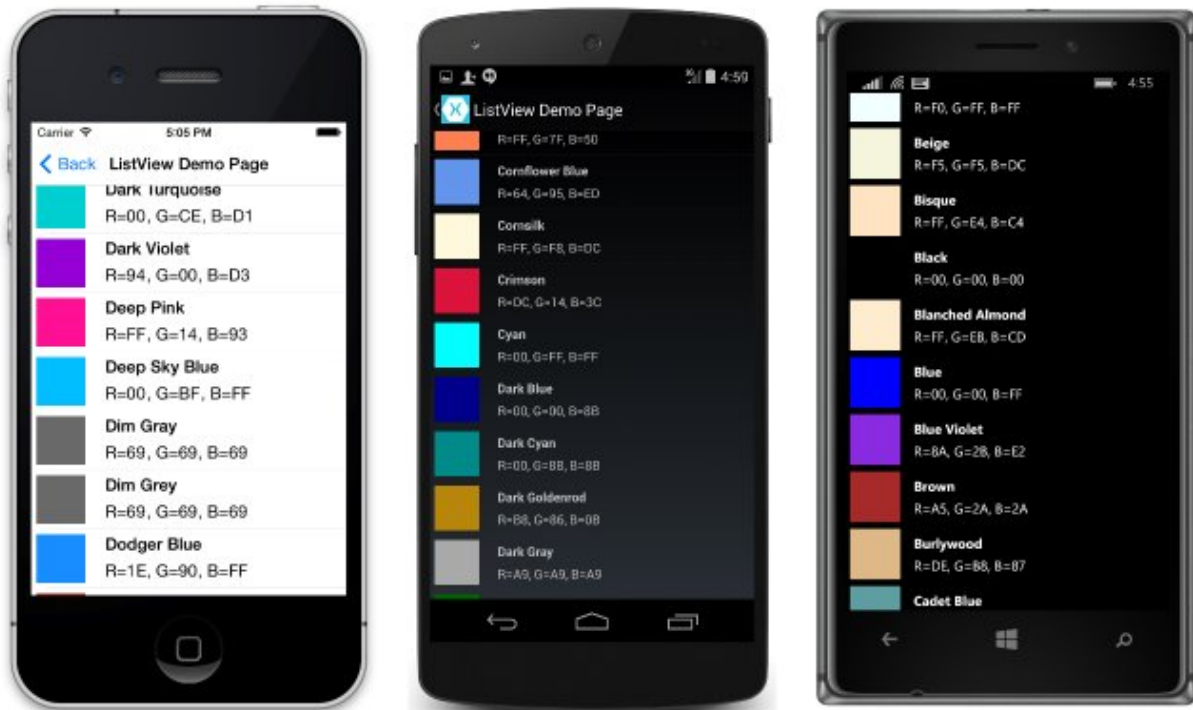 Carrier 5:05 PM
Back ListView Demo Page
Dark Turquoise
R=00, G=CE, B=D1
Dark Violet
R=94, G=00, B=D3
Deep Pink
R=FF, G=14, B=93
Deep Sky Blue
R=00, G=BF, B=FF
Dim Gray
R=69, G=69, B=69
Dim Grey
R=69, G=69, B=69
Dodger Blue
R=1E, G=90, B=FF
4:59
ListView Demo Page
R=FF, G=7F, B=50
Cornflower Blue
R=64, G=95, B=ED
Cornsilk
R=FF, G=F8, B=DC
Crimson
R=DC, G=14, B=3C
Cyan
R=00, G=FF, B=FF
Dark Blue
R=00, G=00, B=8B
Dark Cyan
R=00, G=8B, B=8B
Dark Goldenrod
R=B8, G=86, B=0B
Dark Gray
R=A9, G=A9, B=A9
4:55
R=F0, G=FF, B=FF
Beige
R=F5, G=F5, B=DC
Bisque
R=FF, G=E4, B=C4
Black
R=00, G=00, B=00
Blanched Almond
R=FF, G=EB, B=CD
Blue
R=00, G=00, B=FF
Blue Violet
R=8A, G=2B, B=E2
Brown
R=A5, G=2A, B=2A
Burlywood
R=DE, G=B8, B=87
Cadet Blue